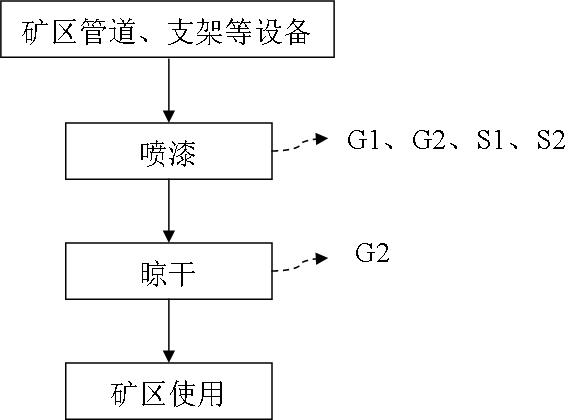 矿区管道、支架等设备
喷漆
G1、G2、S1、S2
晾干
G2
矿区使用